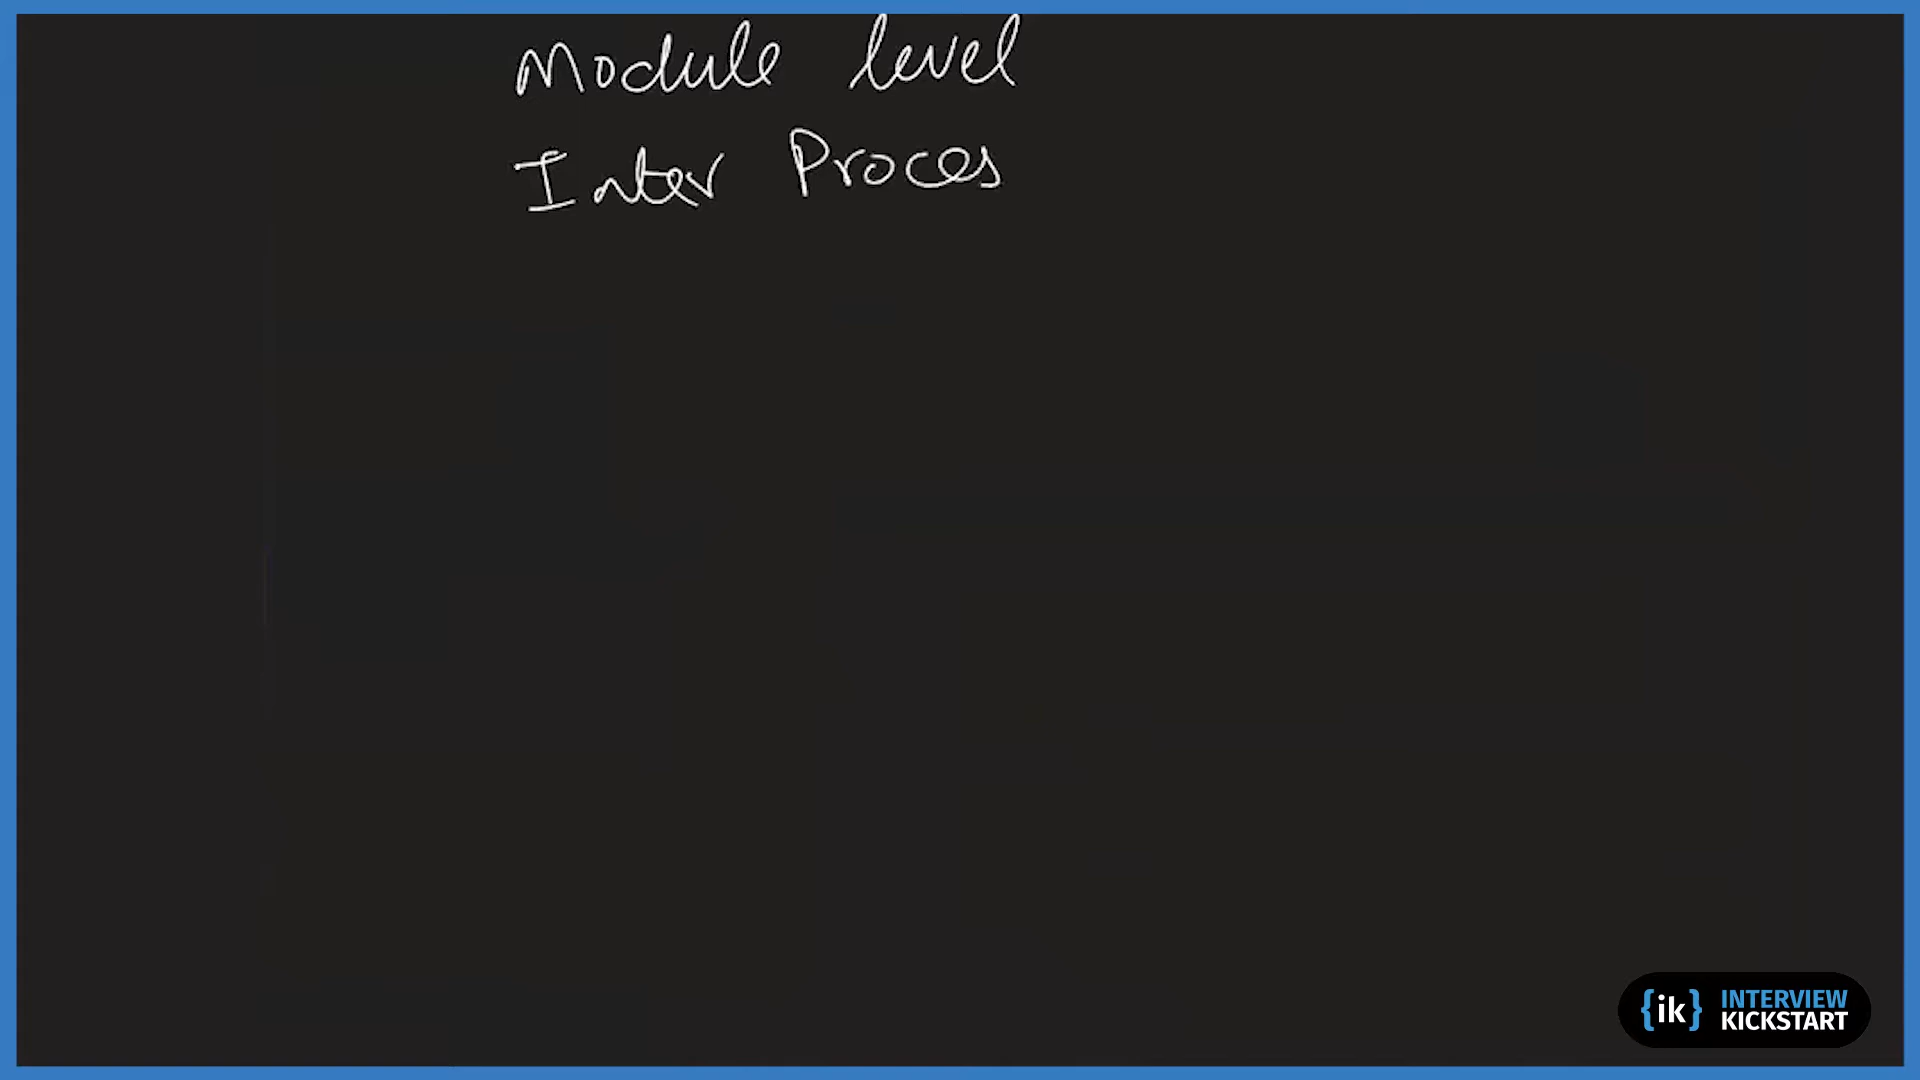 Module level
Inter Proces
{ik} INTERVIEW
KICKSTART